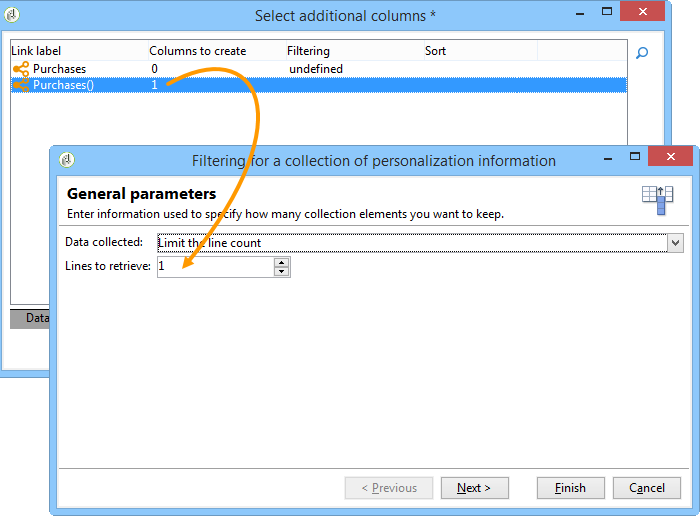 Select additional columns *
Link label Columns to create Filtering Sort
Purchases 0 undefined
Purchases() 1
Filtering for a collection of personalization information
General parameters
Enter information used to specify how many collection elements you want to keep.
Data collected: Limit the line count
Lines to retrieve: 1
Data
< Previous Next > Finish Cancel